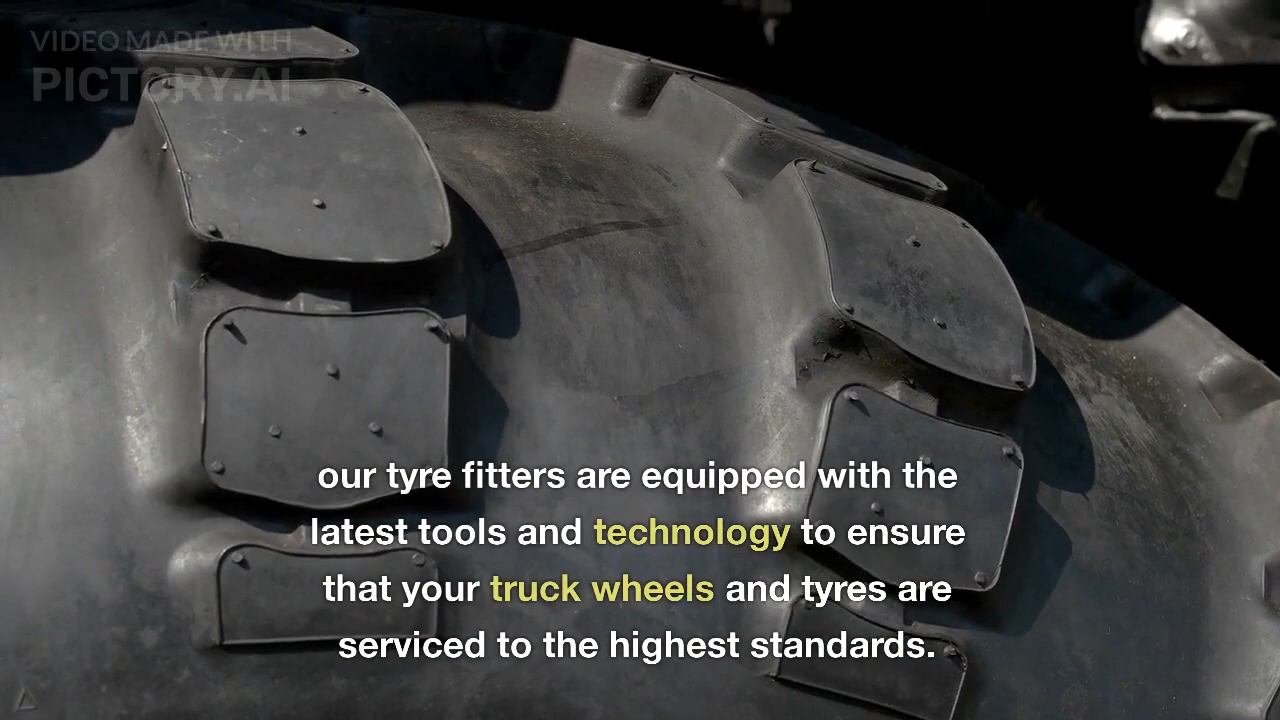 VIDEO MADE WITH
PICTORY.AI
our tyre fitters are equipped with the
latest tools and technology to ensure
that your truck wheels and tyres are
serviced to the highest standards.